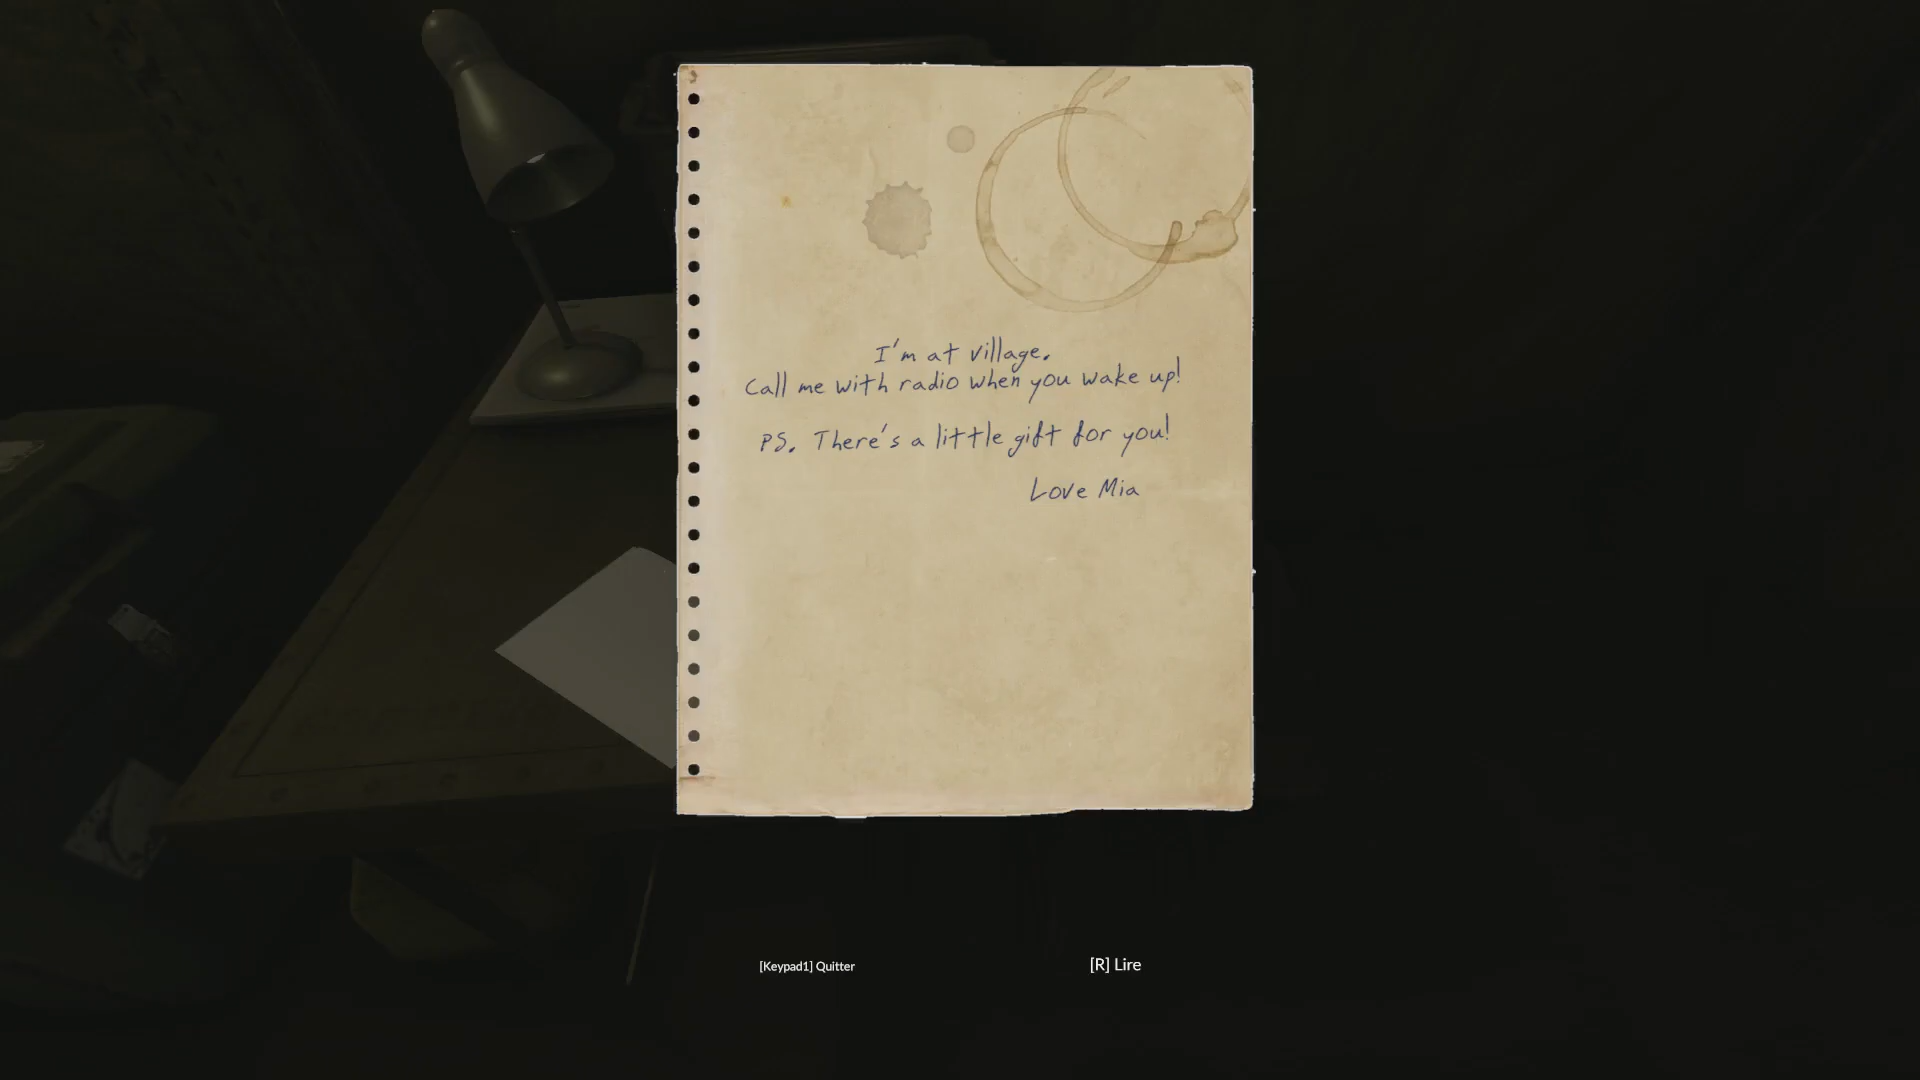 I'm at village.
Call me with radio when you wake up!
PS. There's a little gift for you!
Love Mia
[Keypad1] Quitter
[R] Lire